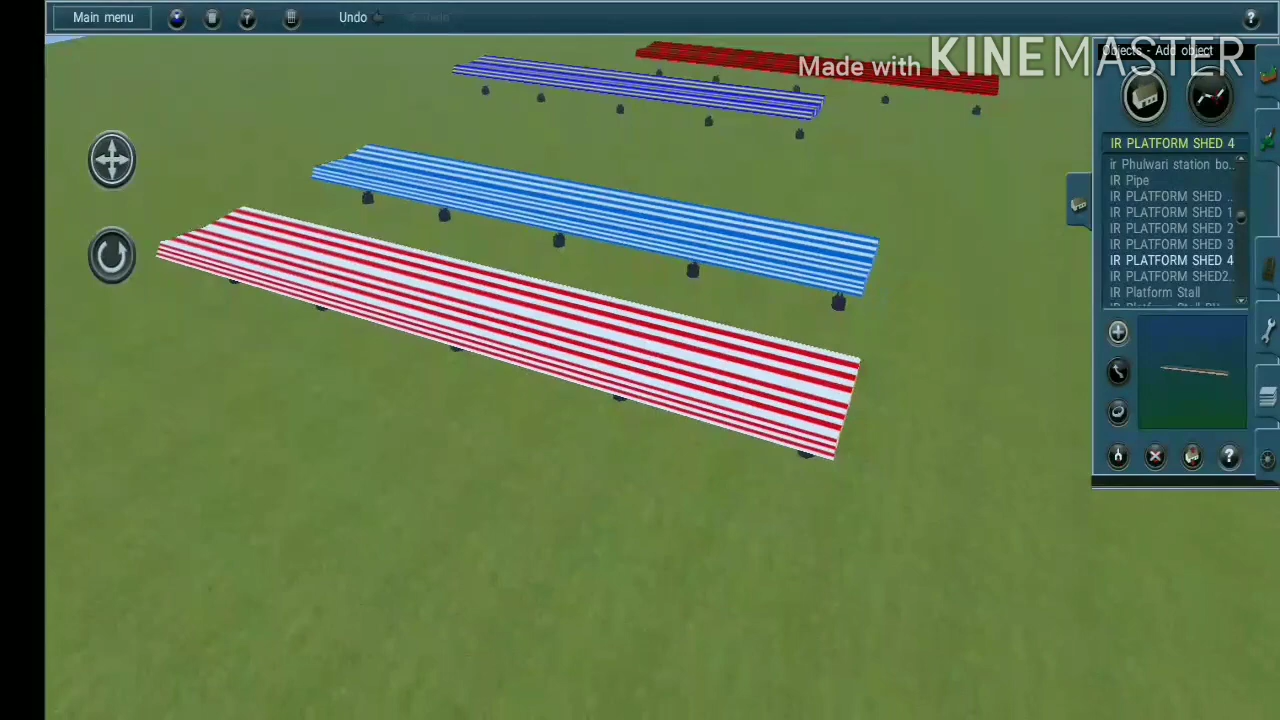 Main menu
Undo
?
Objects - Add object
Made with KINEMASTER
IR PLATFORM SHED 4
ir Phulwari station bo..
IR Pipe
IR PLATFORM SHED ..
IR PLATFORM SHED 1
IR PLATFORM SHED 2
IR PLATFORM SHED 3
IR PLATFORM SHED 4
IR PLATFORM SHED2..
IR Platform Stall
?